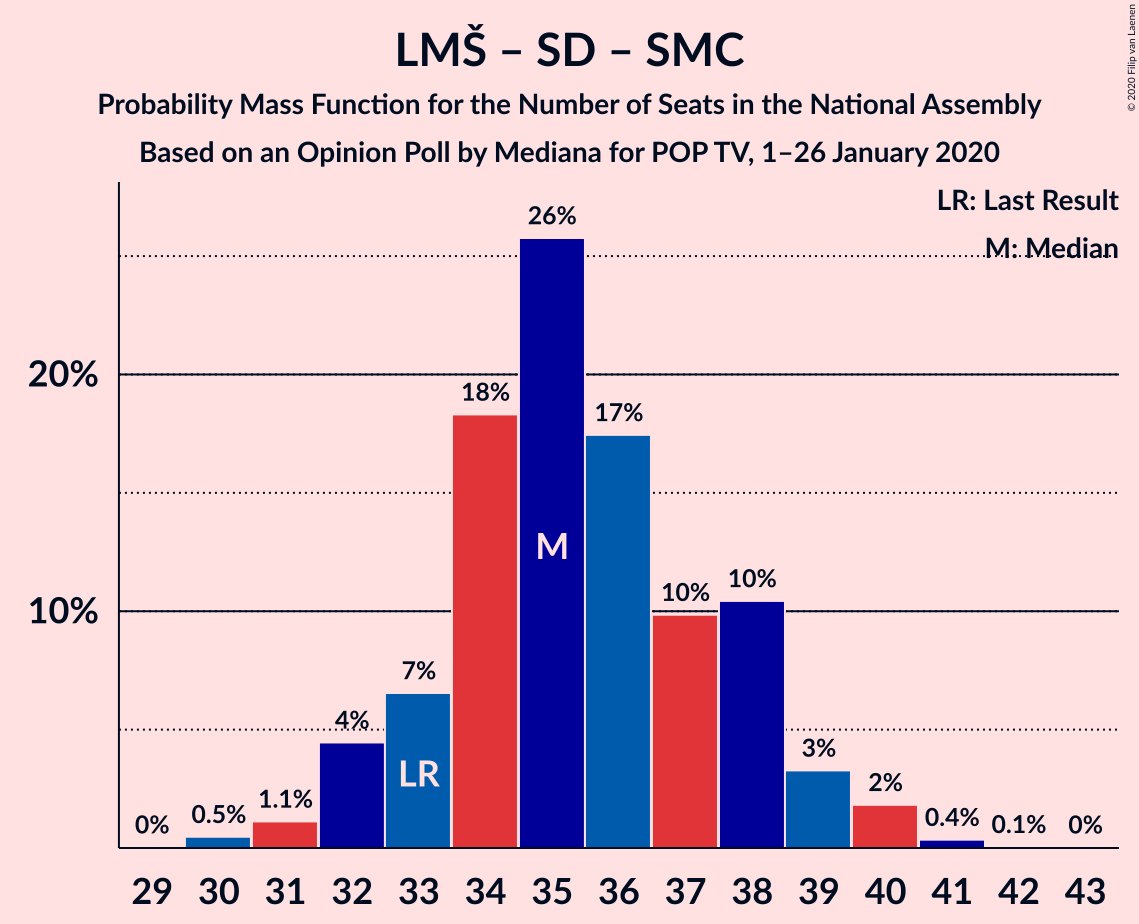 LMŠ – SD – SMC
Probability Mass Function for the Number of Seats in the National Assembly
Based on an Opinion Poll by Mediana for POP TV, 1–26 January 2020
© 2020 Filip van Laenen
LR: Last Result
M: Median
20%
10%
0%
0.5%
1.1%
4%
7%
18%
26%
17%
10%
10%
3%
2%
0.4%
0.1%
0%
LR
M
29 30 31 32 33 34 35 36 37 38 39 40 41 42 43